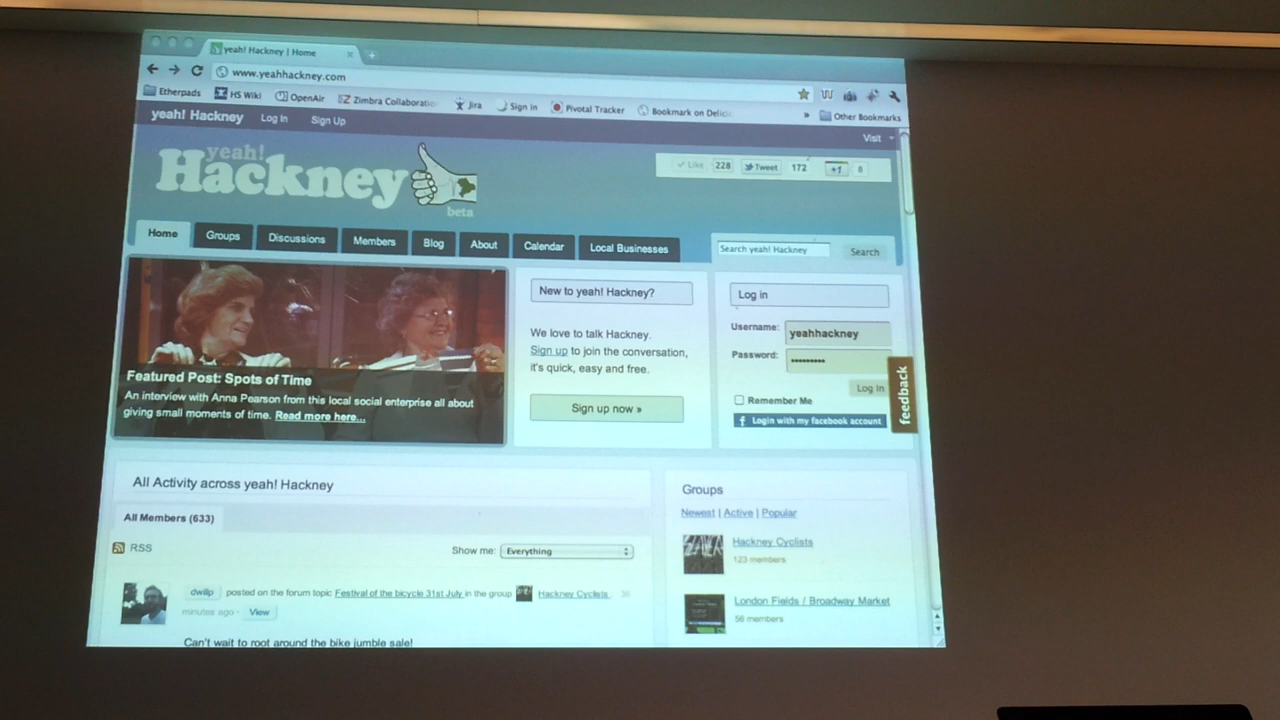 yeah! Hackney | Home
www.yeahhackney.com
Etherpads HS Wiki OpenAir Zimbra Collaboratio Jira Sign in Pivotal Tracker Bookmark on Delici » Other Bookmarks
yeah! Hackney Log In Sign Up Visit
yeah!
Hackney
beta
Like 228 Tweet 172 +1 8
Home Groups Discussions Members Blog About Calendar Local Businesses
Search yeah! Hackney Search
Featured Post: Spots of Time
An interview with Anna Pearson from this local social enterprise all about
giving small moments of time. Read more here...
New to yeah! Hackney?
We love to talk Hackney.
Sign up to join the conversation,
it's quick, easy and free.
Sign up now »
Log in
Username: yeahhackney
Password: •••••••••
Log In
Remember Me
f Login with my facebook account
feedback
All Activity across yeah! Hackney
All Members (633)
RSS
Show me: Everything
dwilip posted on the forum topic Festival of the bicycle 31st July in the group Hackney Cyclists
minutes ago · View
Can't wait to root around the bike jumble sale!
Groups
Newest | Active | Popular
Hackney Cyclists
123 members
London Fields / Broadway Market
56 members